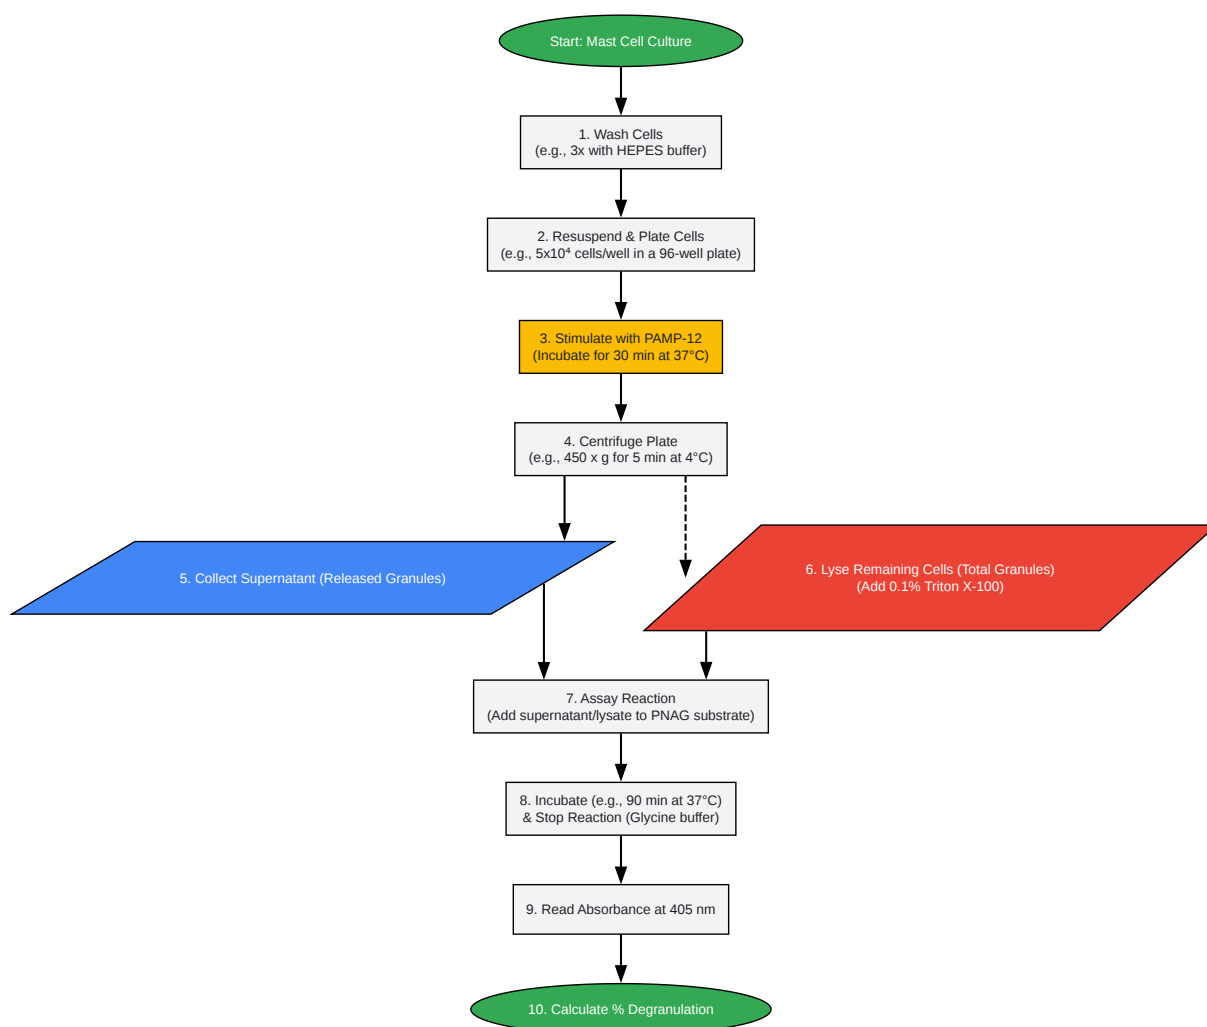 Start: Mast Cell Culture
1. Wash Cells
(e.g., 3x with HEPES buffer)
2. Resuspend & Plate Cells
(e.g., 5x10⁴ cells/well in a 96-well plate)
3. Stimulate with PAMP-12
(Incubate for 30 min at 37°C)
4. Centrifuge Plate
(e.g., 450 x g for 5 min at 4°C)
5. Collect Supernatant (Released Granules)
6. Lyse Remaining Cells (Total Granules)
(Add 0.1% Triton X-100)
7. Assay Reaction
(Add supernatant/lysate to PNAG substrate)
8. Incubate (e.g., 90 min at 37°C)
& Stop Reaction (Glycine buffer)
9. Read Absorbance at 405 nm
10. Calculate % Degranulation